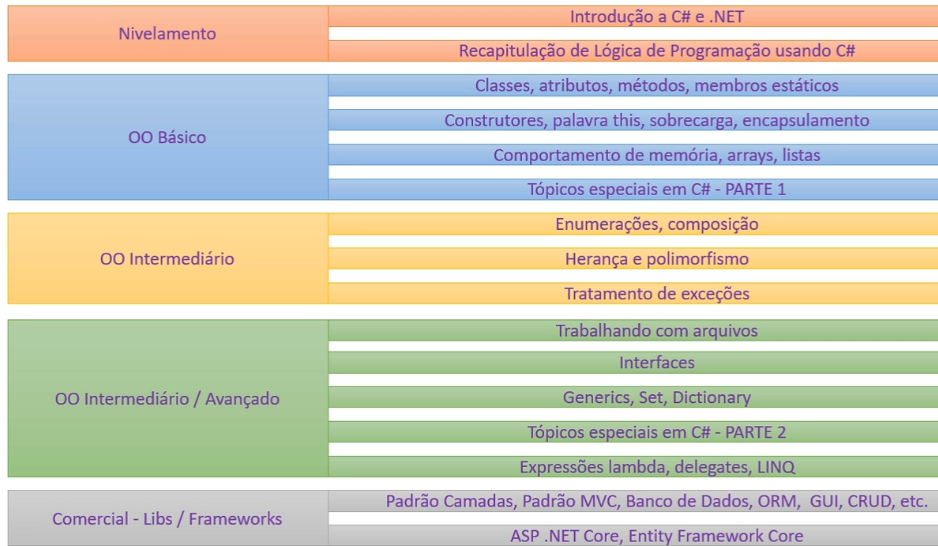 Nivelamento
Introdução a C# e .NET
Recapitulação de Lógica de Programação usando C#
OO Básico
Classes, atributos, métodos, membros estáticos
Construtores, palavra this, sobrecarga, encapsulamento
Comportamento de memória, arrays, listas
Tópicos especiais em C# - PARTE 1
OO Intermediário
Enumerações, composição
Herança e polimorfismo
Tratamento de exceções
OO Intermediário / Avançado
Trabalhando com arquivos
Interfaces
Generics, Set, Dictionary
Tópicos especiais em C# - PARTE 2
Expressões lambda, delegates, LINQ
Comercial - Libs / Frameworks
Padrão Camadas, Padrão MVC, Banco de Dados, ORM, GUI, CRUD, etc.
ASP .NET Core, Entity Framework Core